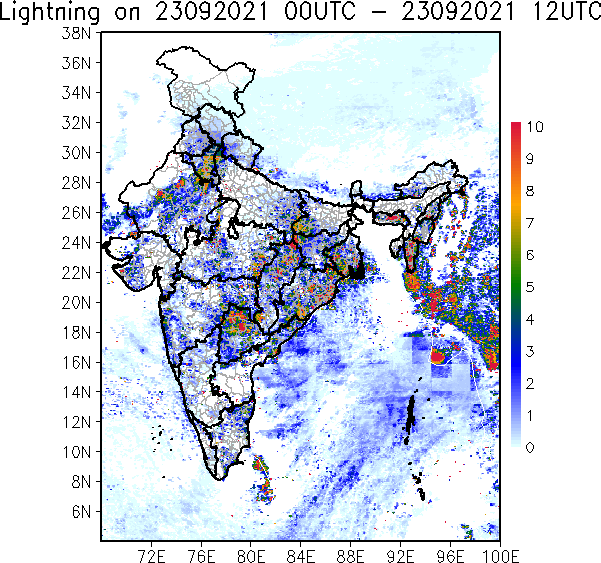 Lightning on 23092021 00UTC – 23092021 12UTC
38N
36N
34N
32N
30N
28N
26N
24N
22N
20N
18N
16N
14N
12N
10N
8N
6N
72E 76E 80E 84E 88E 92E 96E 100E
10
9
8
7
6
5
4
3
2
1
0